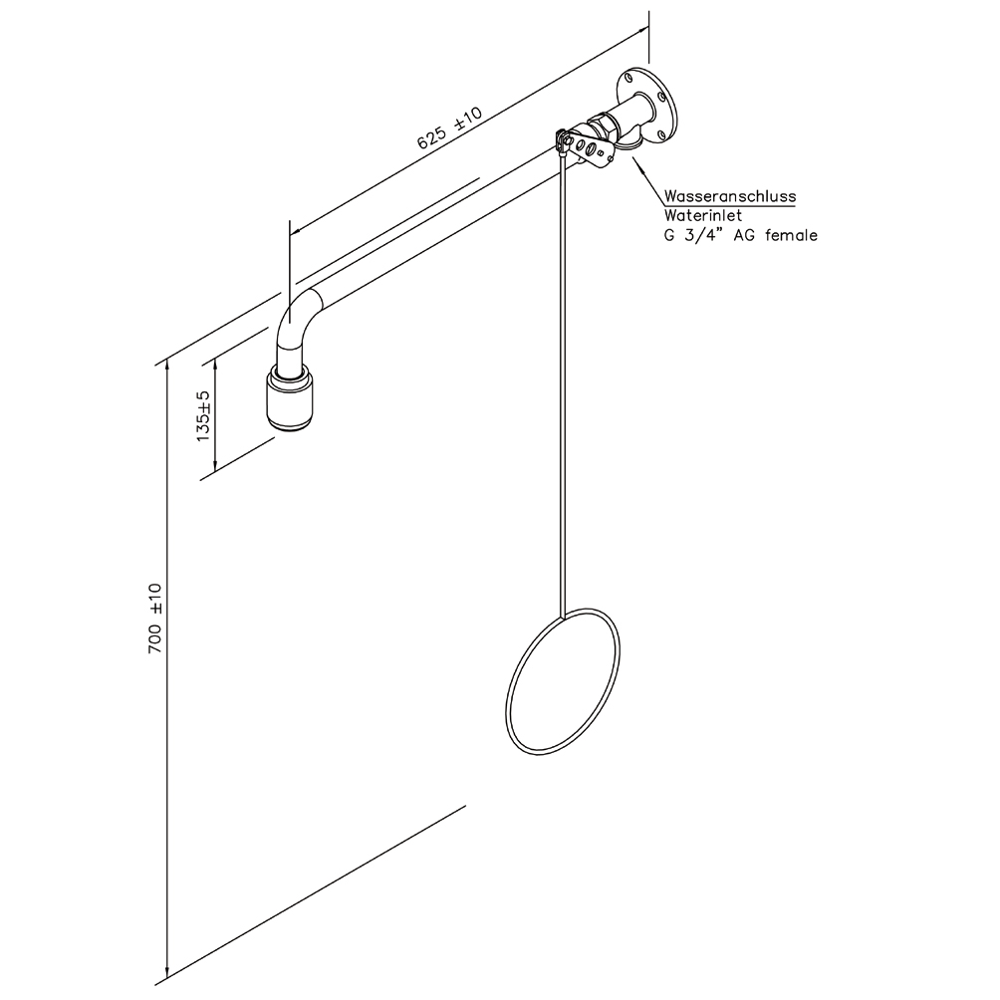 625 ±10
Wasseranschluss
Waterinlet
G 3/4" AG female
135±5
700 ±10